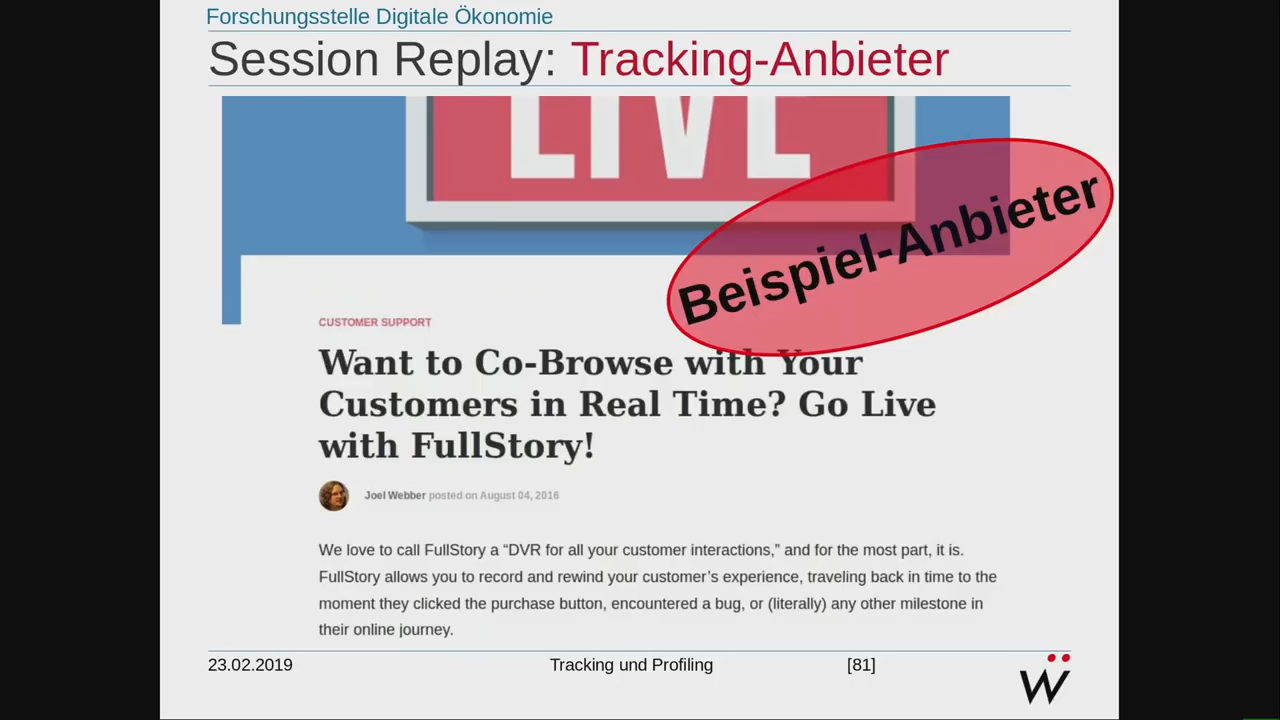 Forschungsstelle Digitale Ökonomie
Session Replay: Tracking-Anbieter
LIVE
Beispiel-Anbieter
CUSTOMER SUPPORT
Want to Co-Browse with Your
Customers in Real Time? Go Live
with FullStory!
Joel Webber posted on August 04, 2016
We love to call FullStory a “DVR for all your customer interactions,” and for the most part, it is.
FullStory allows you to record and rewind your customer’s experience, traveling back in time to the
moment they clicked the purchase button, encountered a bug, or (literally) any other milestone in
their online journey.
23.02.2019 Tracking und Profiling [81]
Ẅ